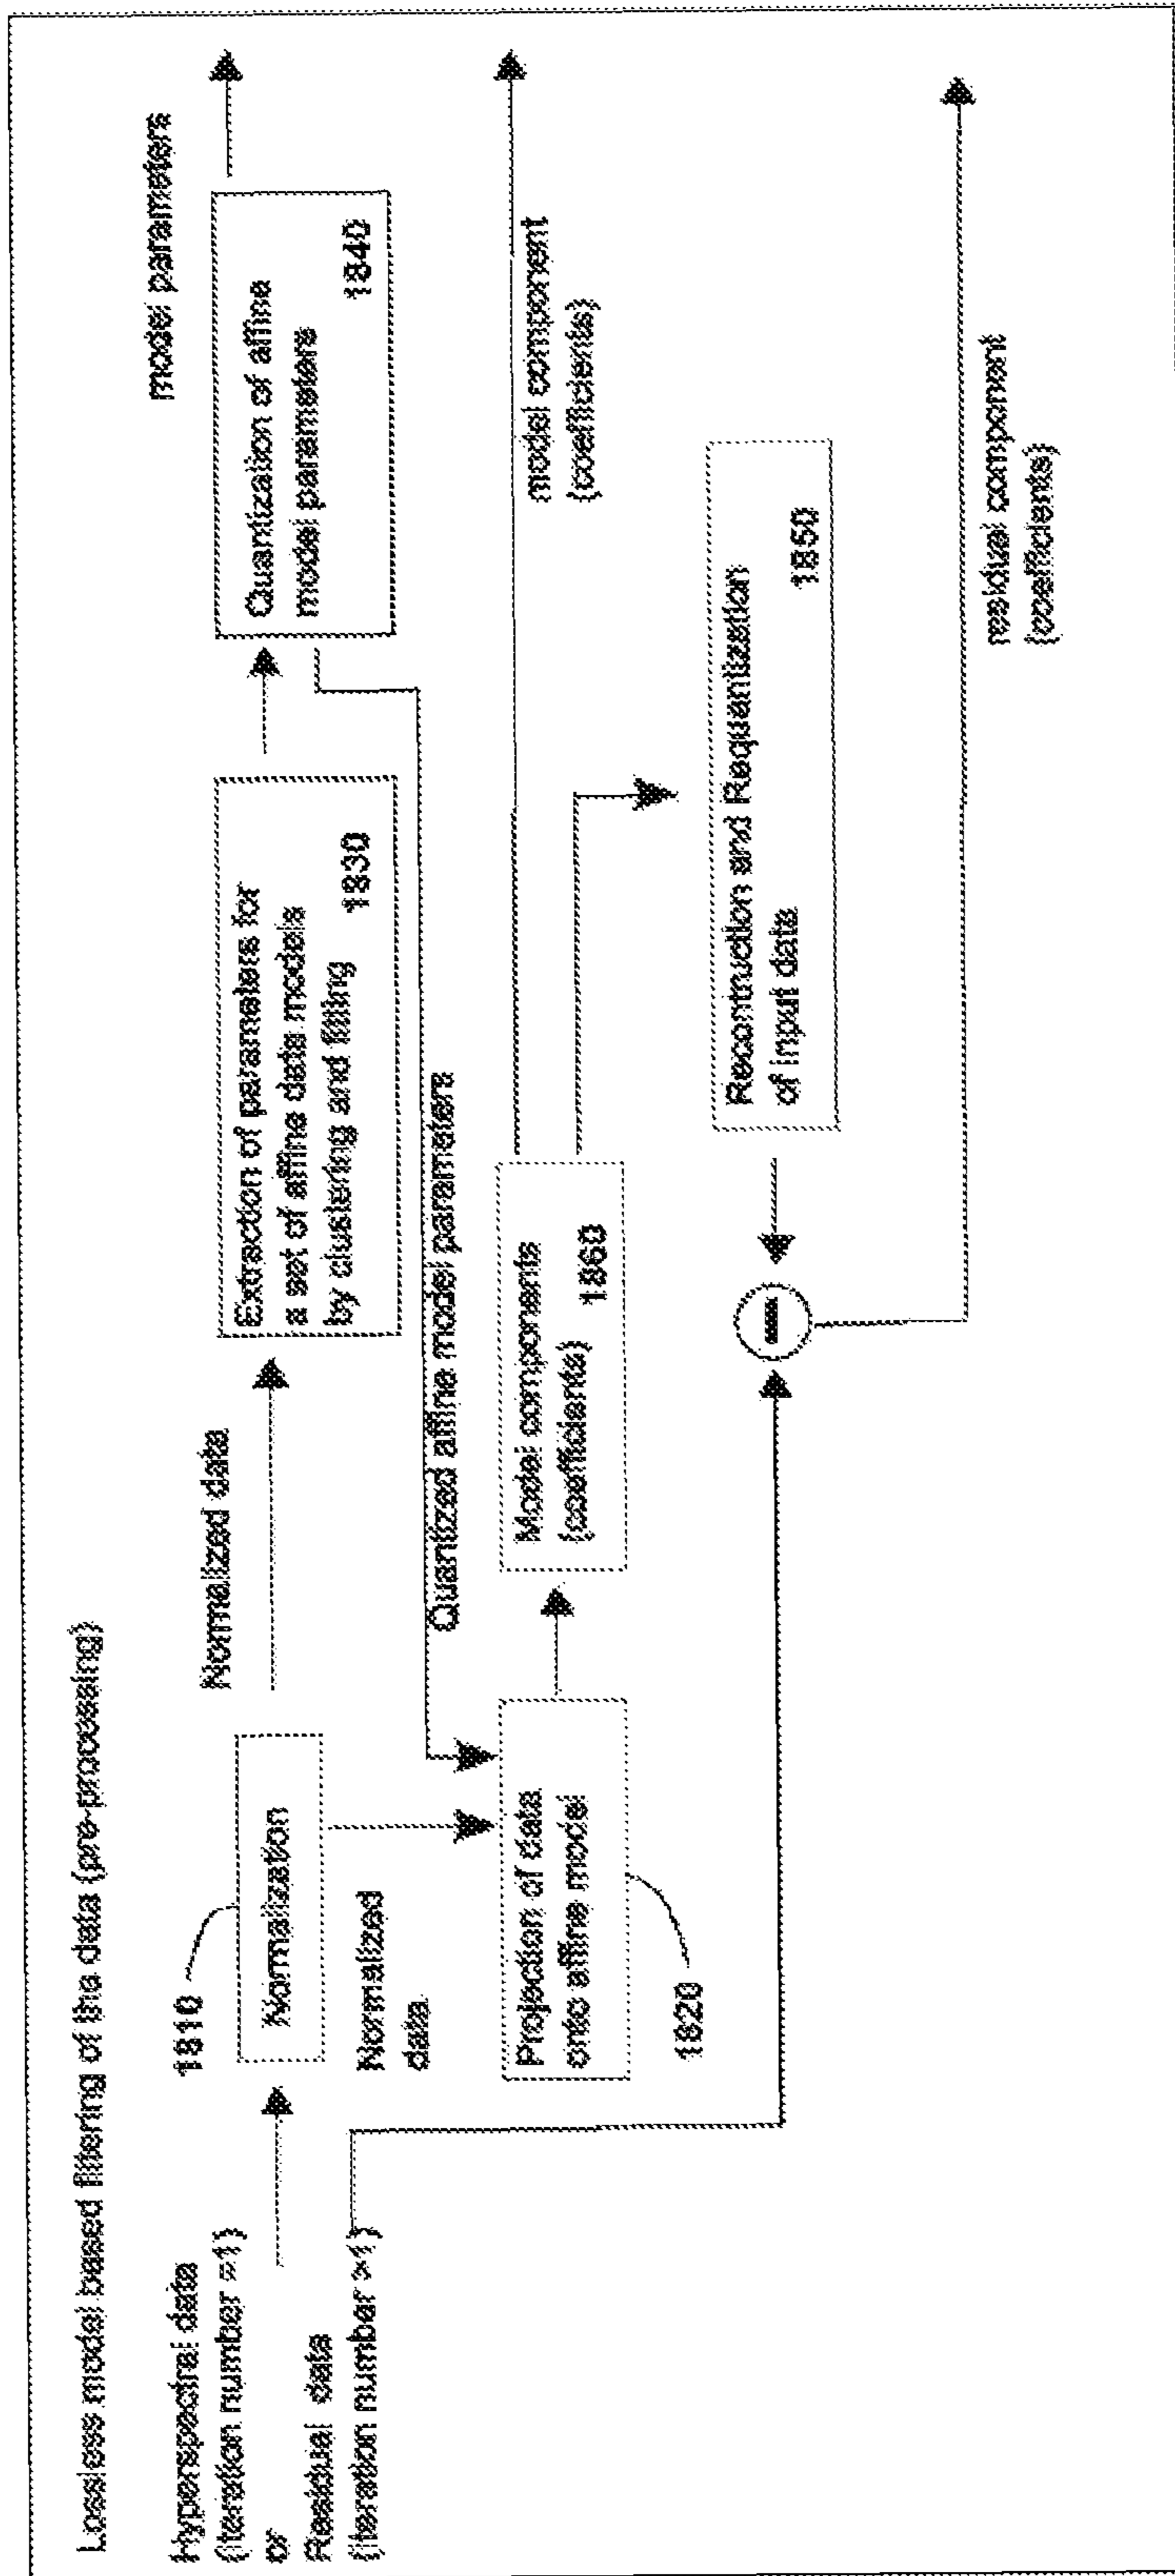 Lossless model based filtering of the data (pre-processing)
Hyperspectral data
(iteration number =1)
or
Residual data
(iteration number >1)
1810
Normalization
Normalized data
Normalized
data
Extraction of parameters for
a set of affine data models
by clustering and fitting
1830
Quantization of affine
model parameters
1840
model parameters
Quantized affine model parameters
Projection of data
onto affine model
1820
Model components
(coefficients)
1860
model component
(coefficients)
Recontruction and Requantization
of input data
1850
residual component
(coefficients)